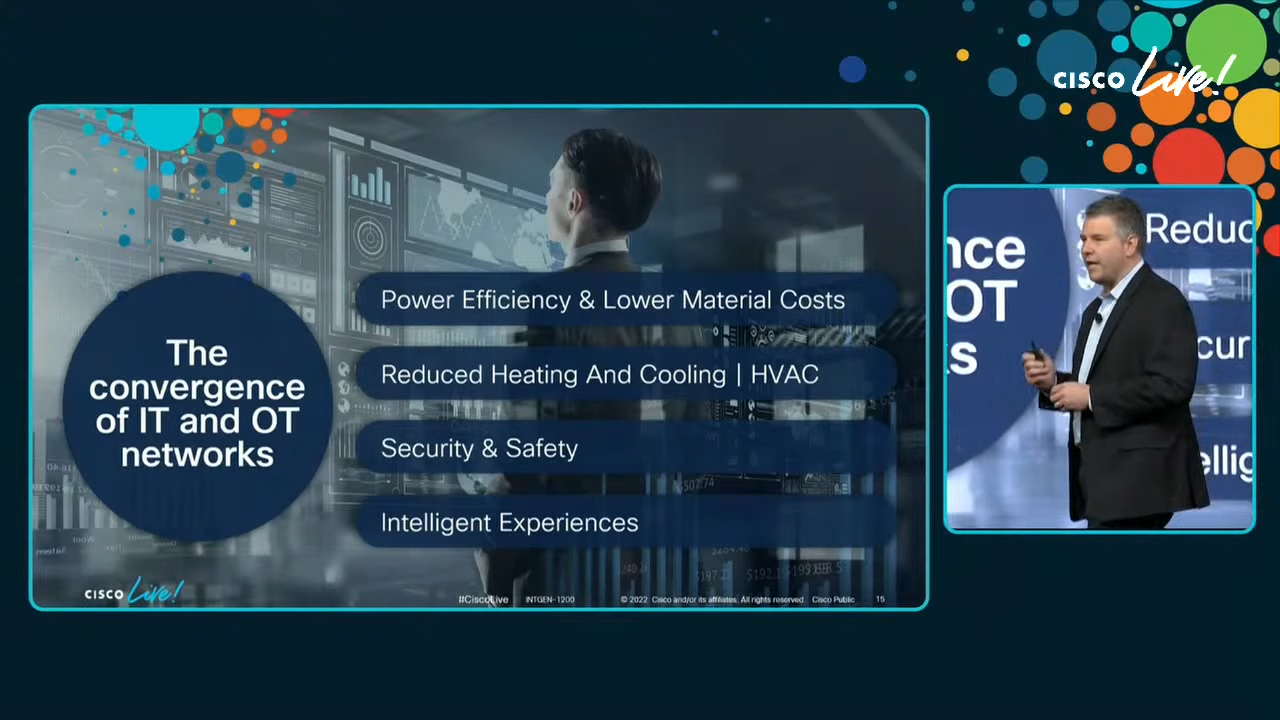 CISCO Live!
The
convergence
of IT and OT
networks
Power Efficiency & Lower Material Costs
Reduced Heating And Cooling | HVAC
Security & Safety
Intelligent Experiences
$507.74
CISCO Live!
#CiscoLive
INTGEN-1200
© 2022 Cisco and/or its affiliates. All rights reserved. Cisco Public
15
nce
OT
s
Reduc
cur
ellig